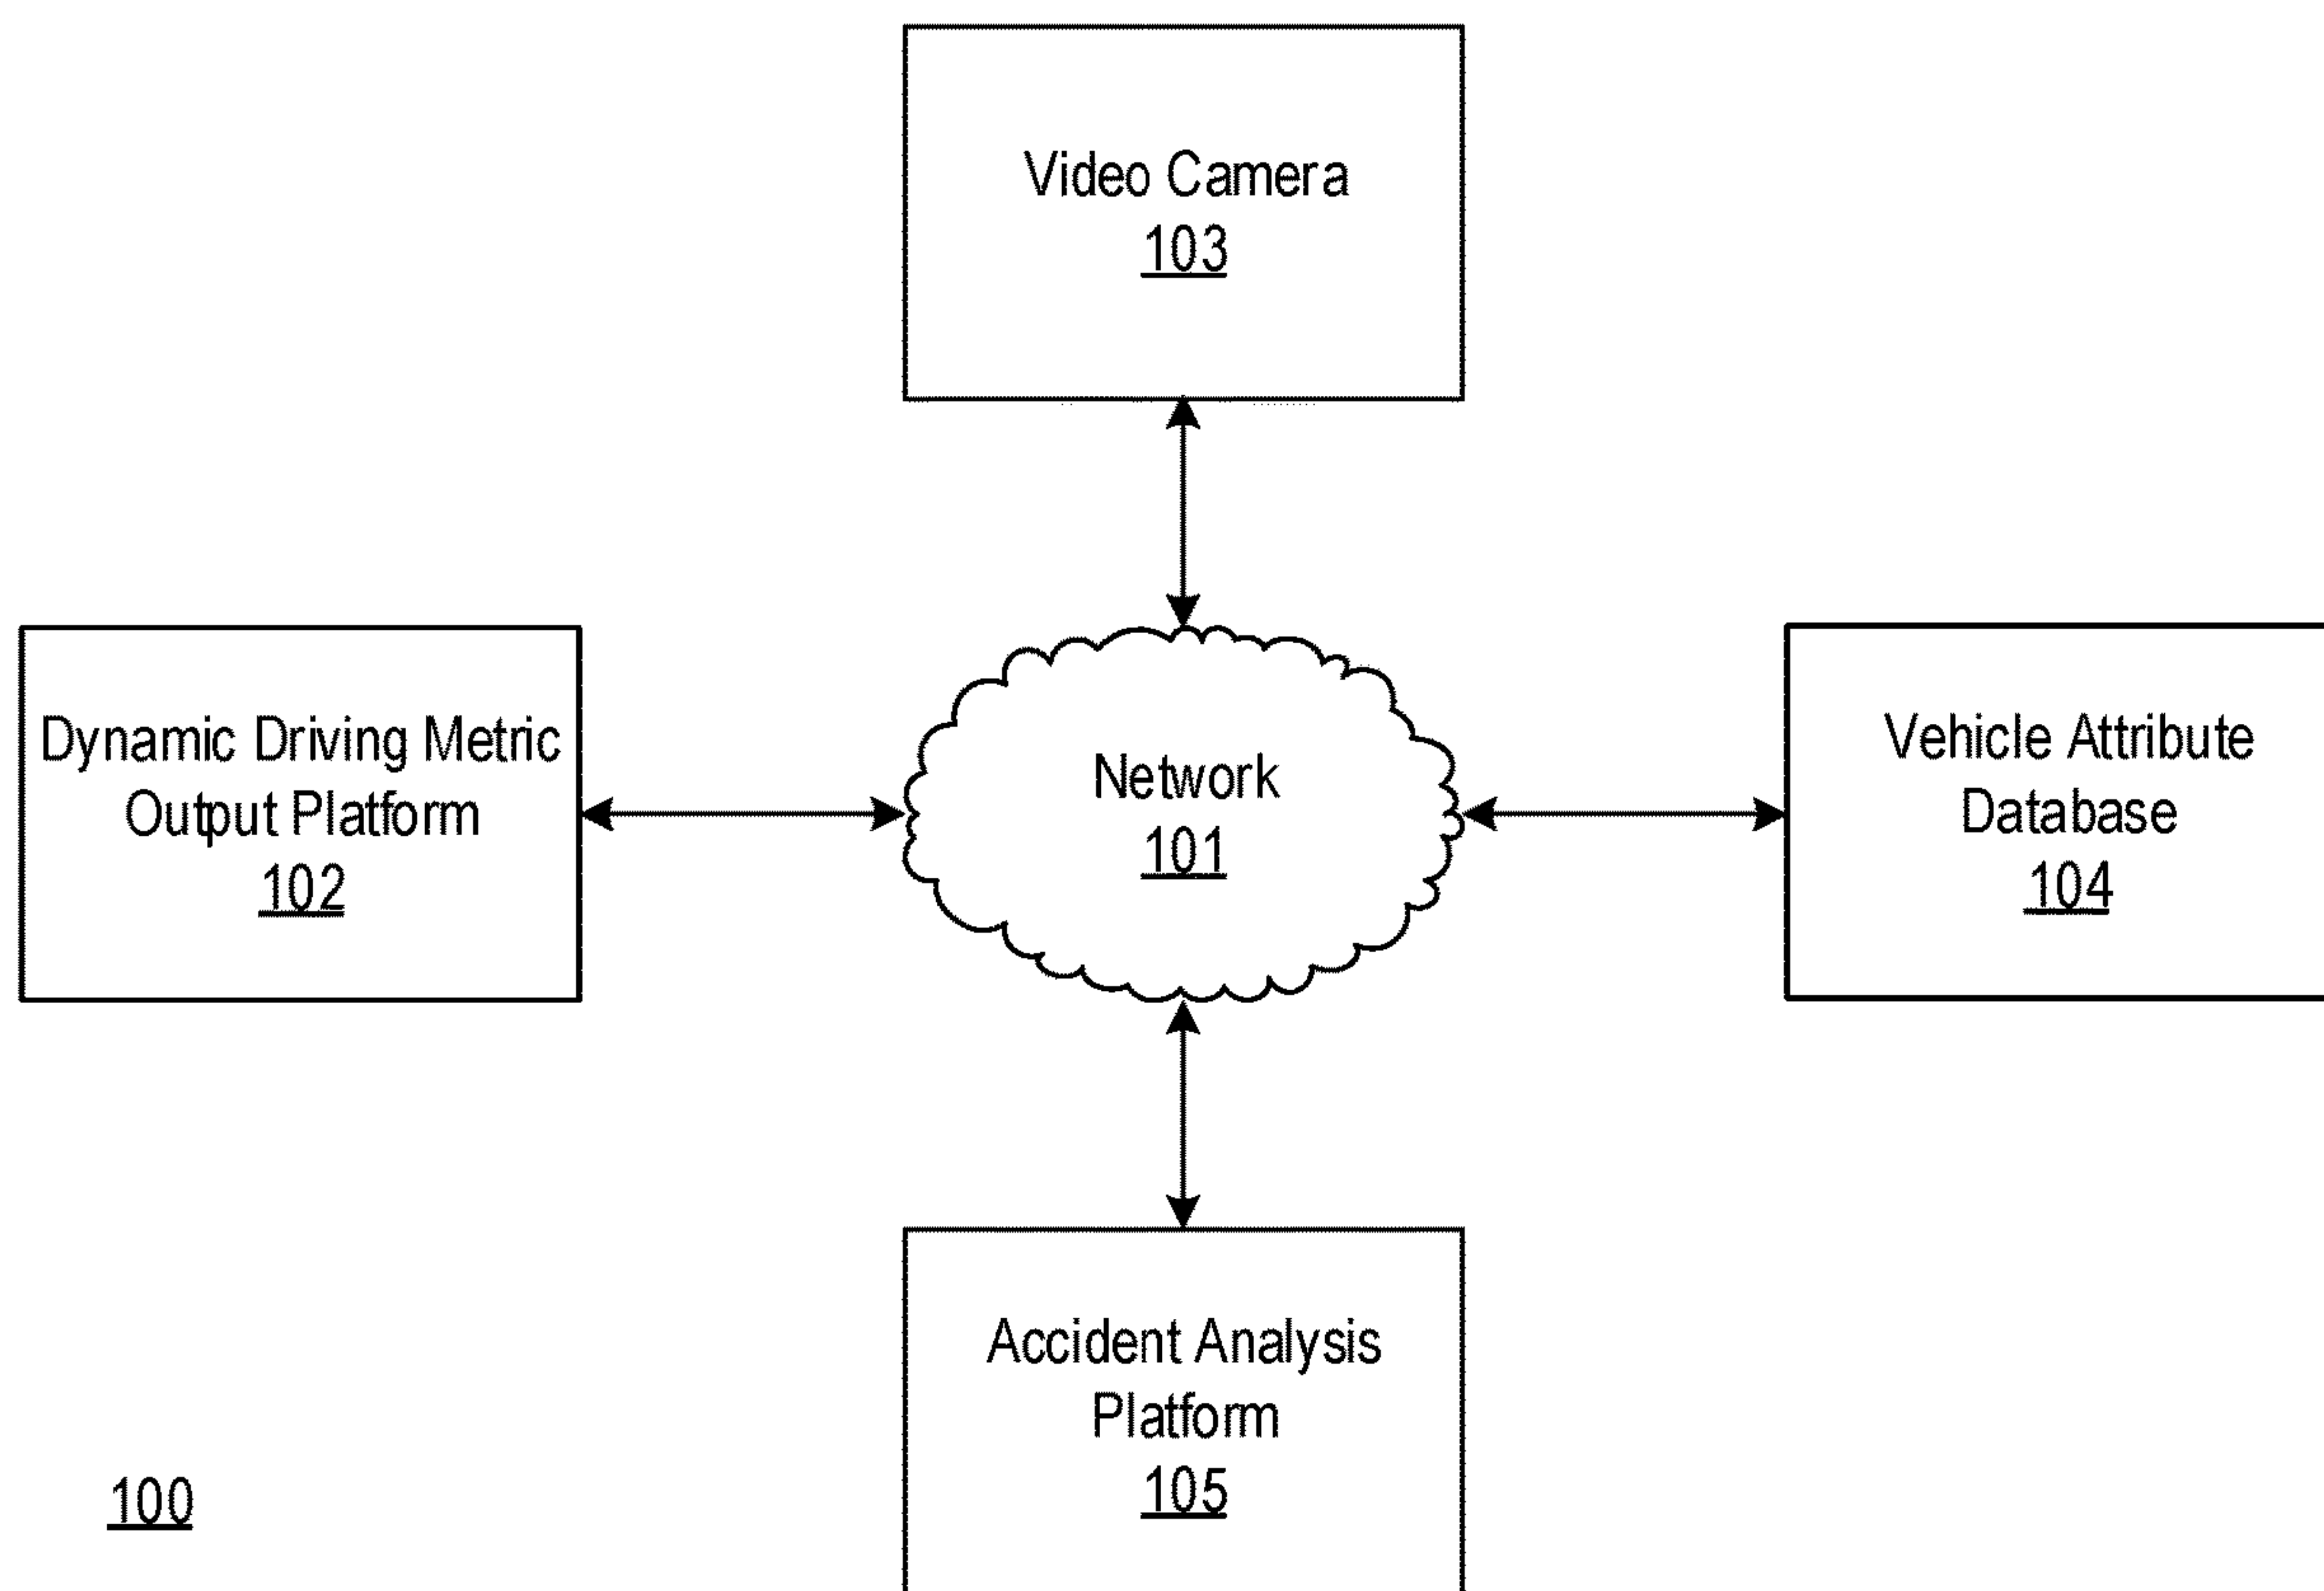 Video Camera
103
Dynamic Driving Metric
Output Platform
102
Network
101
Vehicle Attribute
Database
104
Accident Analysis
Platform
105
100